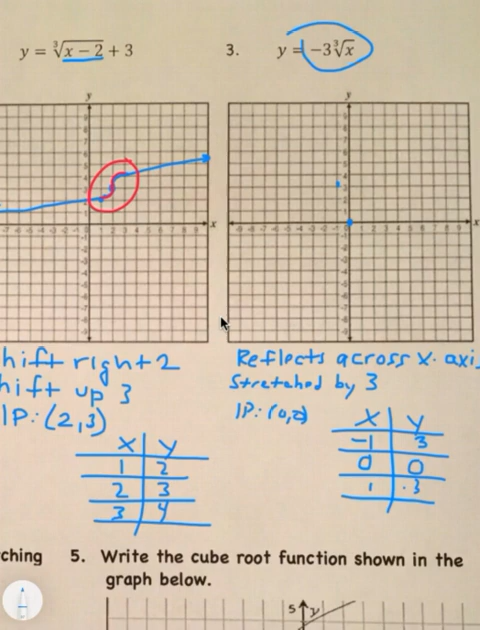 y = ∛x − 2 + 3
3. y = −3∛x
y
y
x
x
hift right 2
hift up 3
IP: (2,3)
X | Y
1 | 2
2 | 3
3 | 4
Reflects across x-axi
Stretched by 3
IP: (0,0)
X | Y
-1 | 3
0 | 0
1 | -3
ching
5. Write the cube root function shown in the
graph below.
5 y